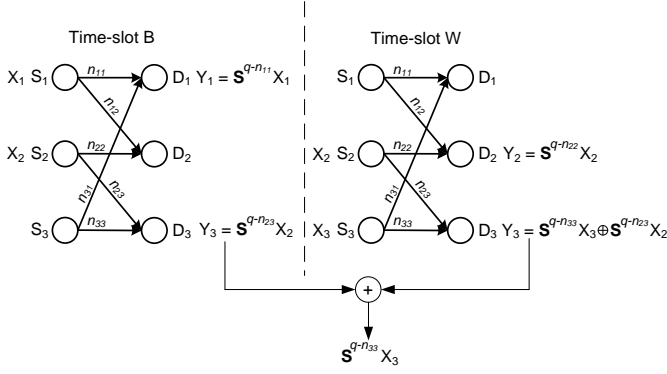 Time-slot B
Time-slot W
X₁ S₁ n₁₁ D₁ Y₁ = S^{q-n₁₁}X₁
n₁₂
X₂ S₂ n₂₂ D₂
n₂₃
n₃₁
S₃ n₃₃ D₃ Y₃ = S^{q-n₂₃}X₂
S₁ n₁₁ D₁
n₁₂
X₂ S₂ n₂₂ D₂ Y₂ = S^{q-n₂₂}X₂
n₂₃
n₃₁
X₃ S₃ n₃₃ D₃ Y₃ = S^{q-n₃₃}X₃⊕S^{q-n₂₃}X₂
+
S^{q-n₃₃}X₃